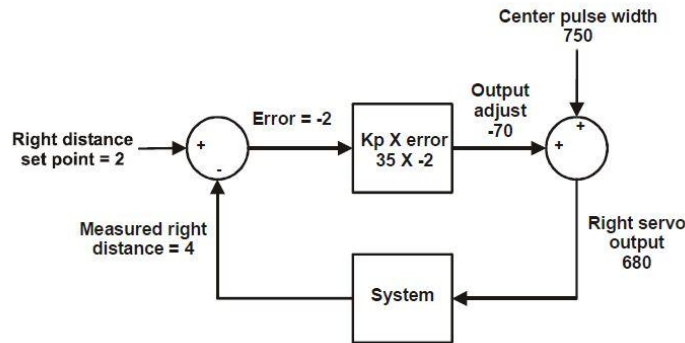 Center pulse width
750
Output
adjust
-70
Error = -2
Kp X error
35 X -2
Right distance
set point = 2
+
-
+
+
Measured right
distance = 4
Right servo
output
680
System